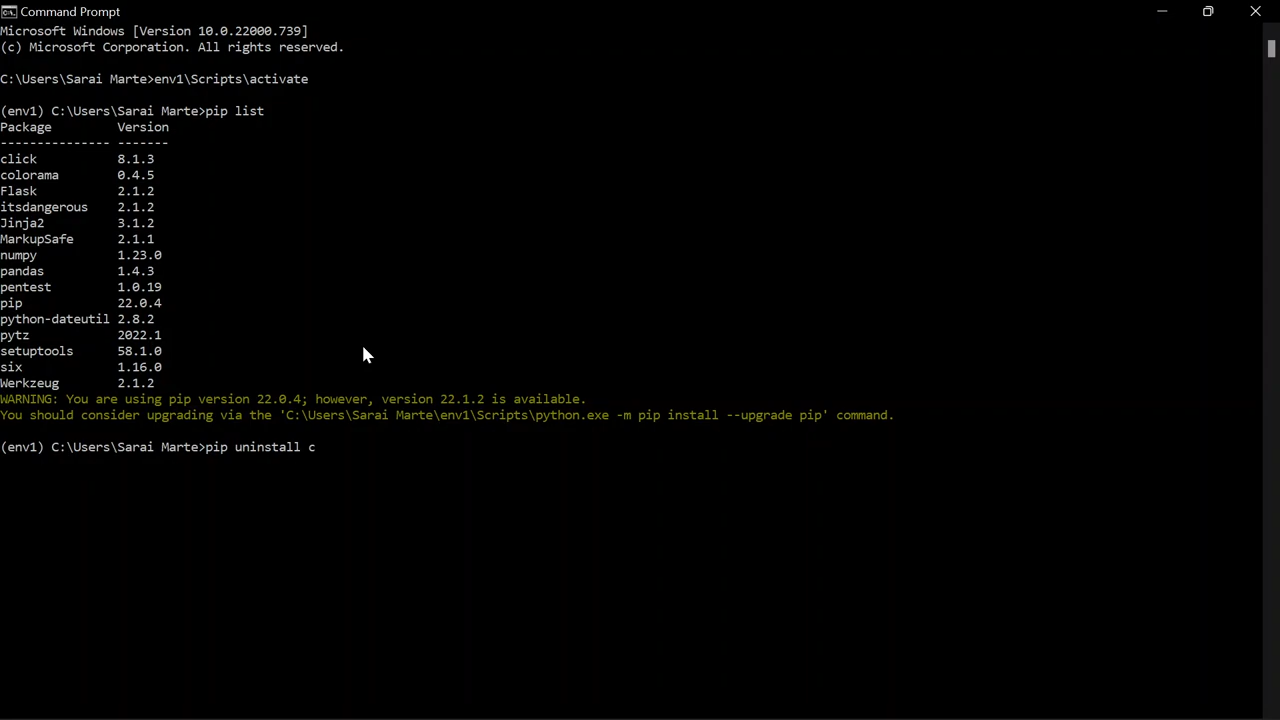 Command Prompt
Microsoft Windows [Version 10.0.22000.739]
(c) Microsoft Corporation. All rights reserved.
C:\Users\Sarai Marte>env1\Scripts\activate
(env1) C:\Users\Sarai Marte>pip list
Package         Version
--------------- -------
click           8.1.3
colorama        0.4.5
Flask           2.1.2
itsdangerous    2.1.2
Jinja2          3.1.2
MarkupSafe      2.1.1
numpy           1.23.0
pandas          1.4.3
pentest         1.0.19
pip             22.0.4
python-dateutil 2.8.2
pytz            2022.1
setuptools      58.1.0
six             1.16.0
Werkzeug        2.1.2
WARNING: You are using pip version 22.0.4; however, version 22.1.2 is available.
You should consider upgrading via the 'C:\Users\Sarai Marte\env1\Scripts\python.exe -m pip install --upgrade pip' command.
(env1) C:\Users\Sarai Marte>pip uninstall c